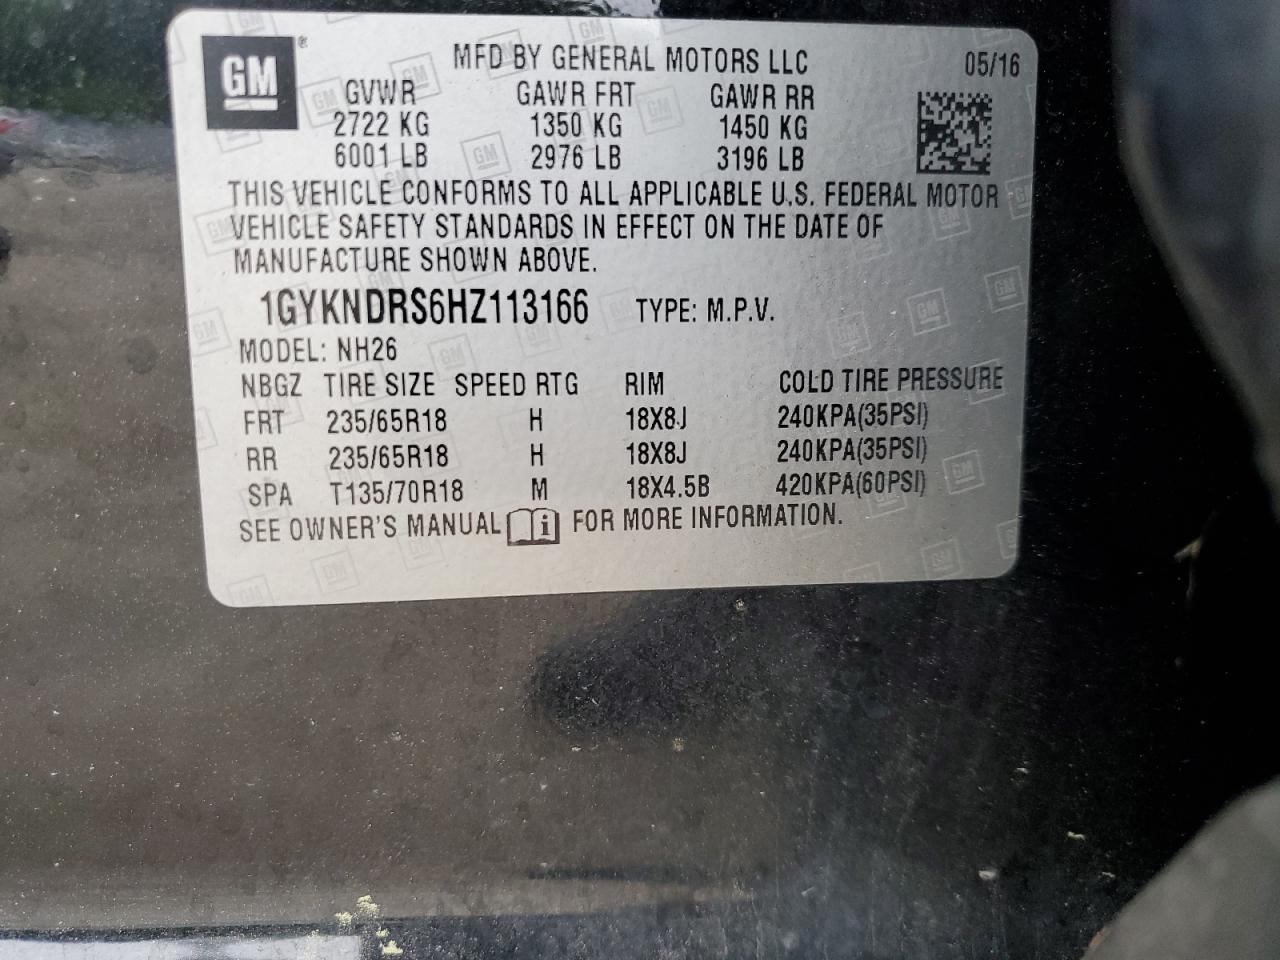 GM®
MFD BY GENERAL MOTORS LLC 05/16
GVWR GAWR FRT GAWR RR
2722 KG 1350 KG 1450 KG
6001 LB 2976 LB 3196 LB
THIS VEHICLE CONFORMS TO ALL APPLICABLE U.S. FEDERAL MOTOR
VEHICLE SAFETY STANDARDS IN EFFECT ON THE DATE OF
MANUFACTURE SHOWN ABOVE.
1GYKNDRS6HZ113166 TYPE: M.P.V.
MODEL: NH26
NBGZ TIRE SIZE SPEED RTG RIM COLD TIRE PRESSURE
FRT 235/65R18 H 18X8J 240KPA(35PSI)
RR 235/65R18 H 18X8J 240KPA(35PSI)
SPA T135/70R18 M 18X4.5B 420KPA(60PSI)
SEE OWNER'S MANUAL i FOR MORE INFORMATION.